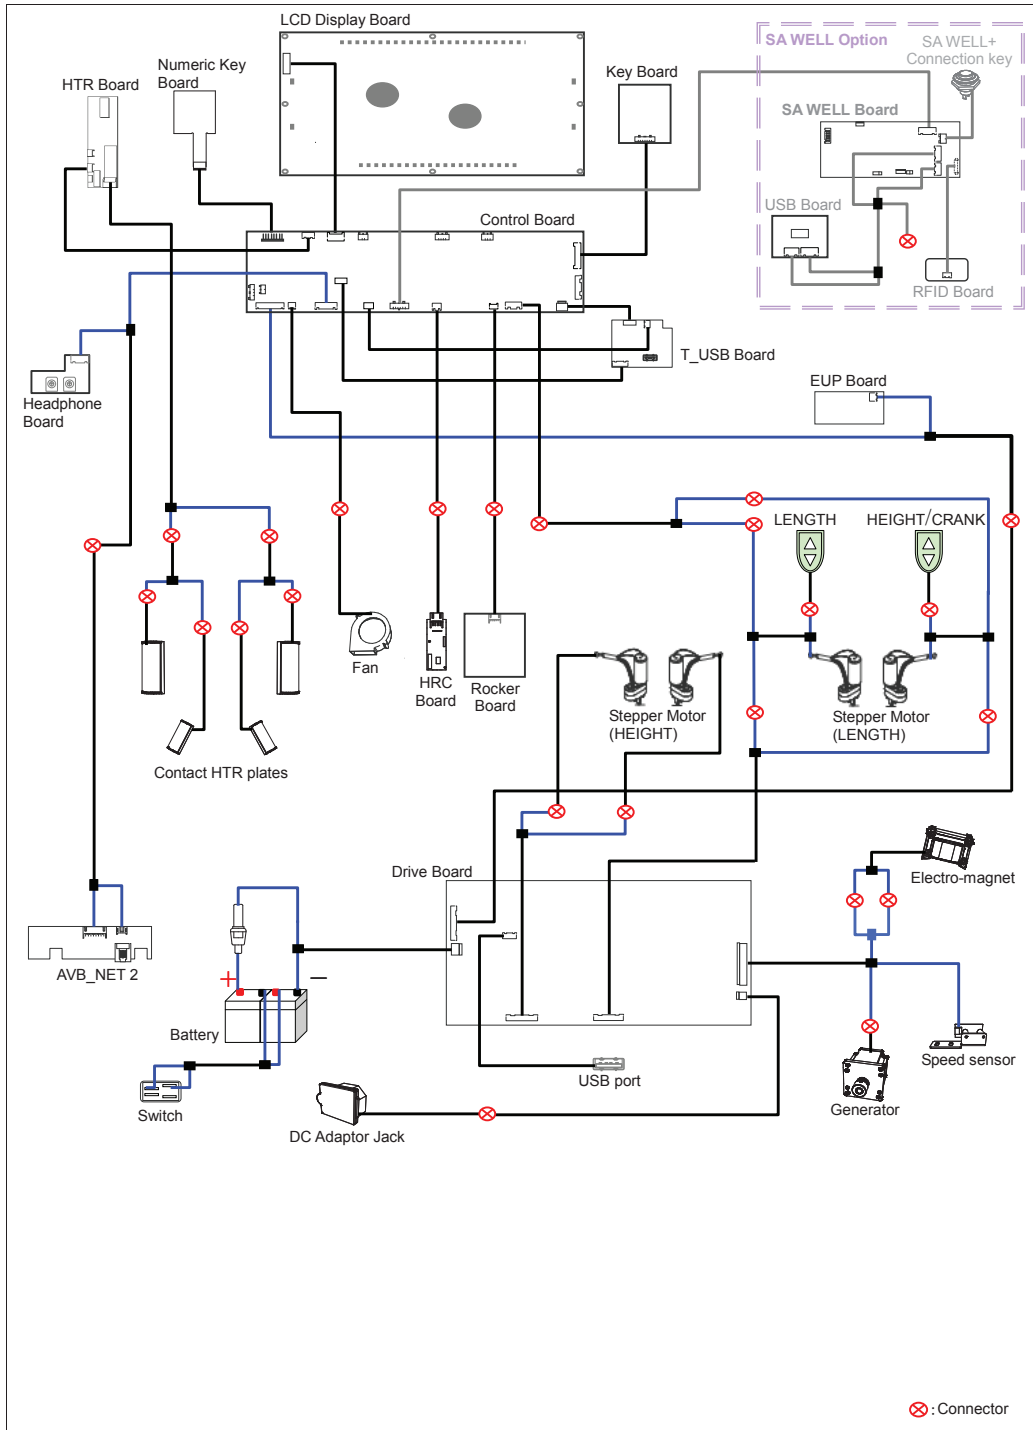 LCD Display Board
SA WELL Option
SA WELL+
Connection key
Numeric Key
Board
Key Board
HTR Board
SA WELL Board
USB Board
Control Board
RFID Board
T_USB Board
EUP Board
Headphone
Board
LENGTH
HEIGHT/CRANK
Fan
HRC
Board
Rocker
Board
Stepper Motor
(HEIGHT)
Stepper Motor
(LENGTH)
Contact HTR plates
Drive Board
Electro-magnet
AVB_NET 2
+
−
Battery
Speed sensor
USB port
Generator
Switch
DC Adaptor Jack
: Connector